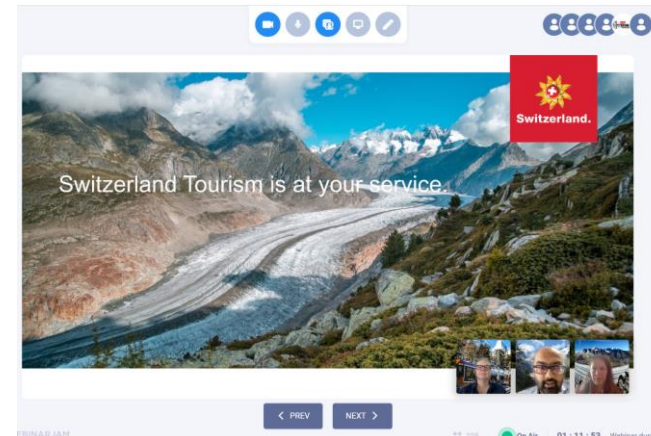 Switzerland.
Switzerland Tourism is at your service.
< PREV NEXT >
On Air 01 : 11 : 53